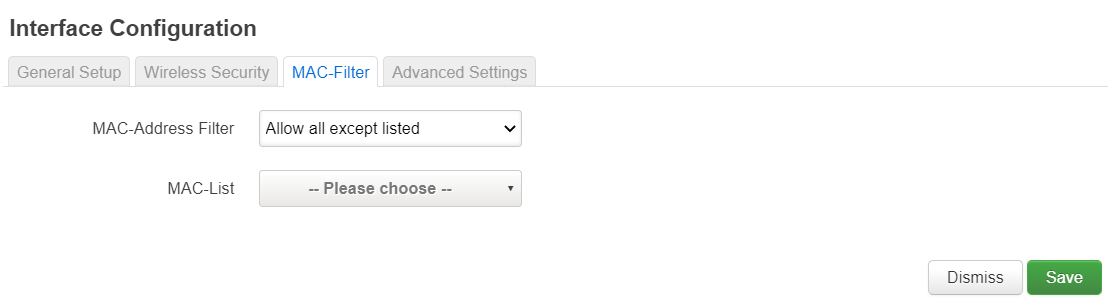 Interface Configuration
General Setup Wireless Security MAC-Filter Advanced Settings
MAC-Address Filter Allow all except listed
MAC-List -- Please choose --
Dismiss Save